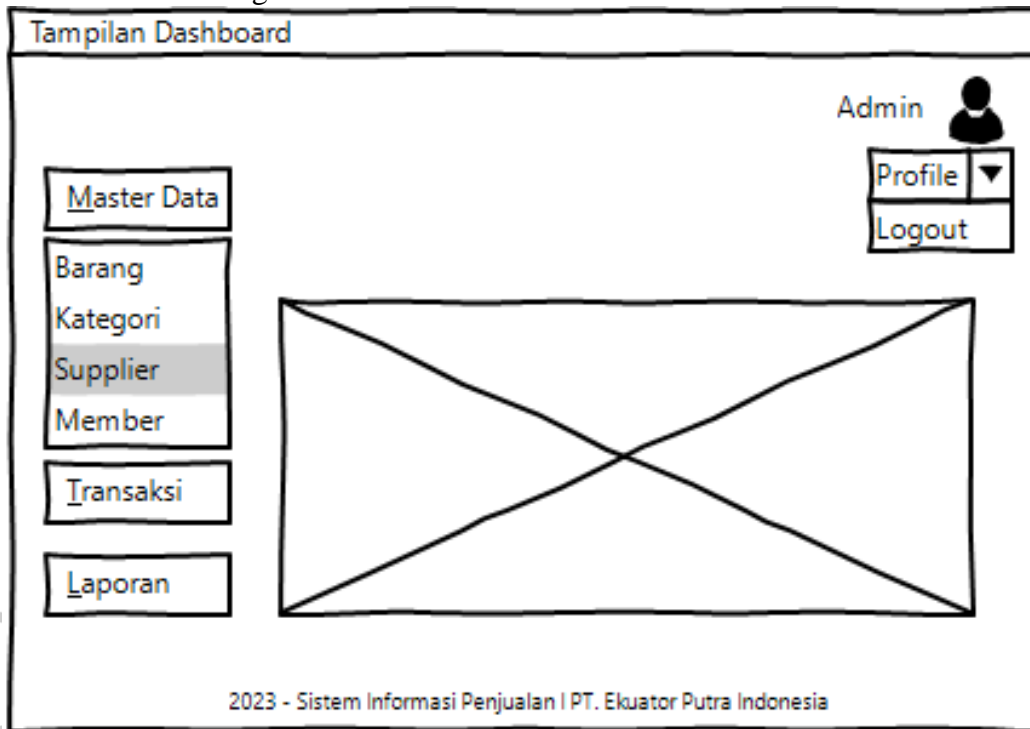 Tampilan Dashboard
Admin
Profile
Logout
Master Data
Barang
Kategori
Supplier
Member
Transaksi
Laporan
2023 - Sistem Informasi Penjualan | PT. Ekuator Putra Indonesia